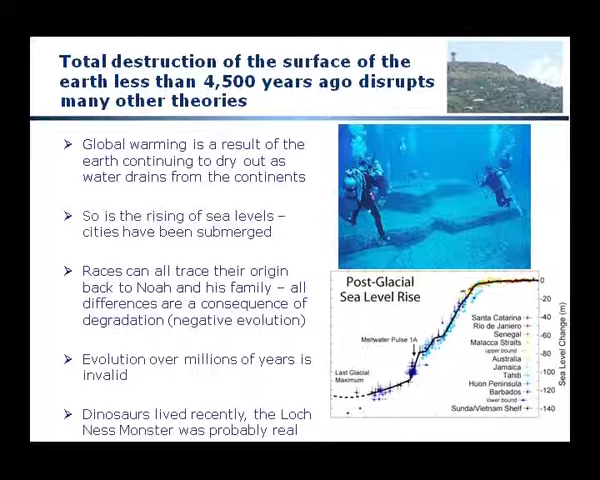 Total destruction of the surface of the
earth less than 4,500 years ago disrupts
many other theories
Global warming is a result of the
earth continuing to dry out as
water drains from the continents
So is the rising of sea levels –
cities have been submerged
Races can all trace their origin
back to Noah and his family – all
differences are a consequence of
degradation (negative evolution)
Evolution over millions of years is
invalid
Dinosaurs lived recently, the Loch
Ness Monster was probably real
Post-Glacial
Sea Level Rise
Meltwater Pulse 1A
Last Glacial
Maximum
Santa Catarina
Rio de Janiero
Senegal
Malacca Straits
upper bound
Australia
Jamaica
Tahiti
Huon Peninsula
Barbados
lower bound
Sunda/Vietnam Shelf
0
-20
-40
-60
-80
-100
-120
-140
Sea Level Change (m)